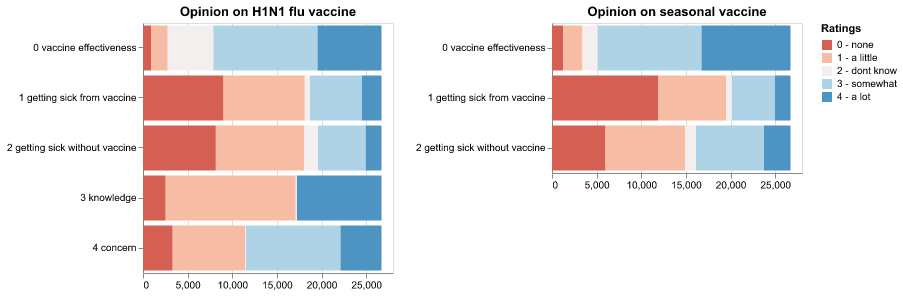 Opinion on H1N1 flu vaccine
0 vaccine effectiveness
1 getting sick from vaccine
2 getting sick without vaccine
3 knowledge
4 concern
0 5,000 10,000 15,000 20,000 25,000
Opinion on seasonal vaccine
0 vaccine effectiveness
1 getting sick from vaccine
2 getting sick without vaccine
0 5,000 10,000 15,000 20,000 25,000
Ratings
0 - none
1 - a little
2 - dont know
3 - somewhat
4 - a lot